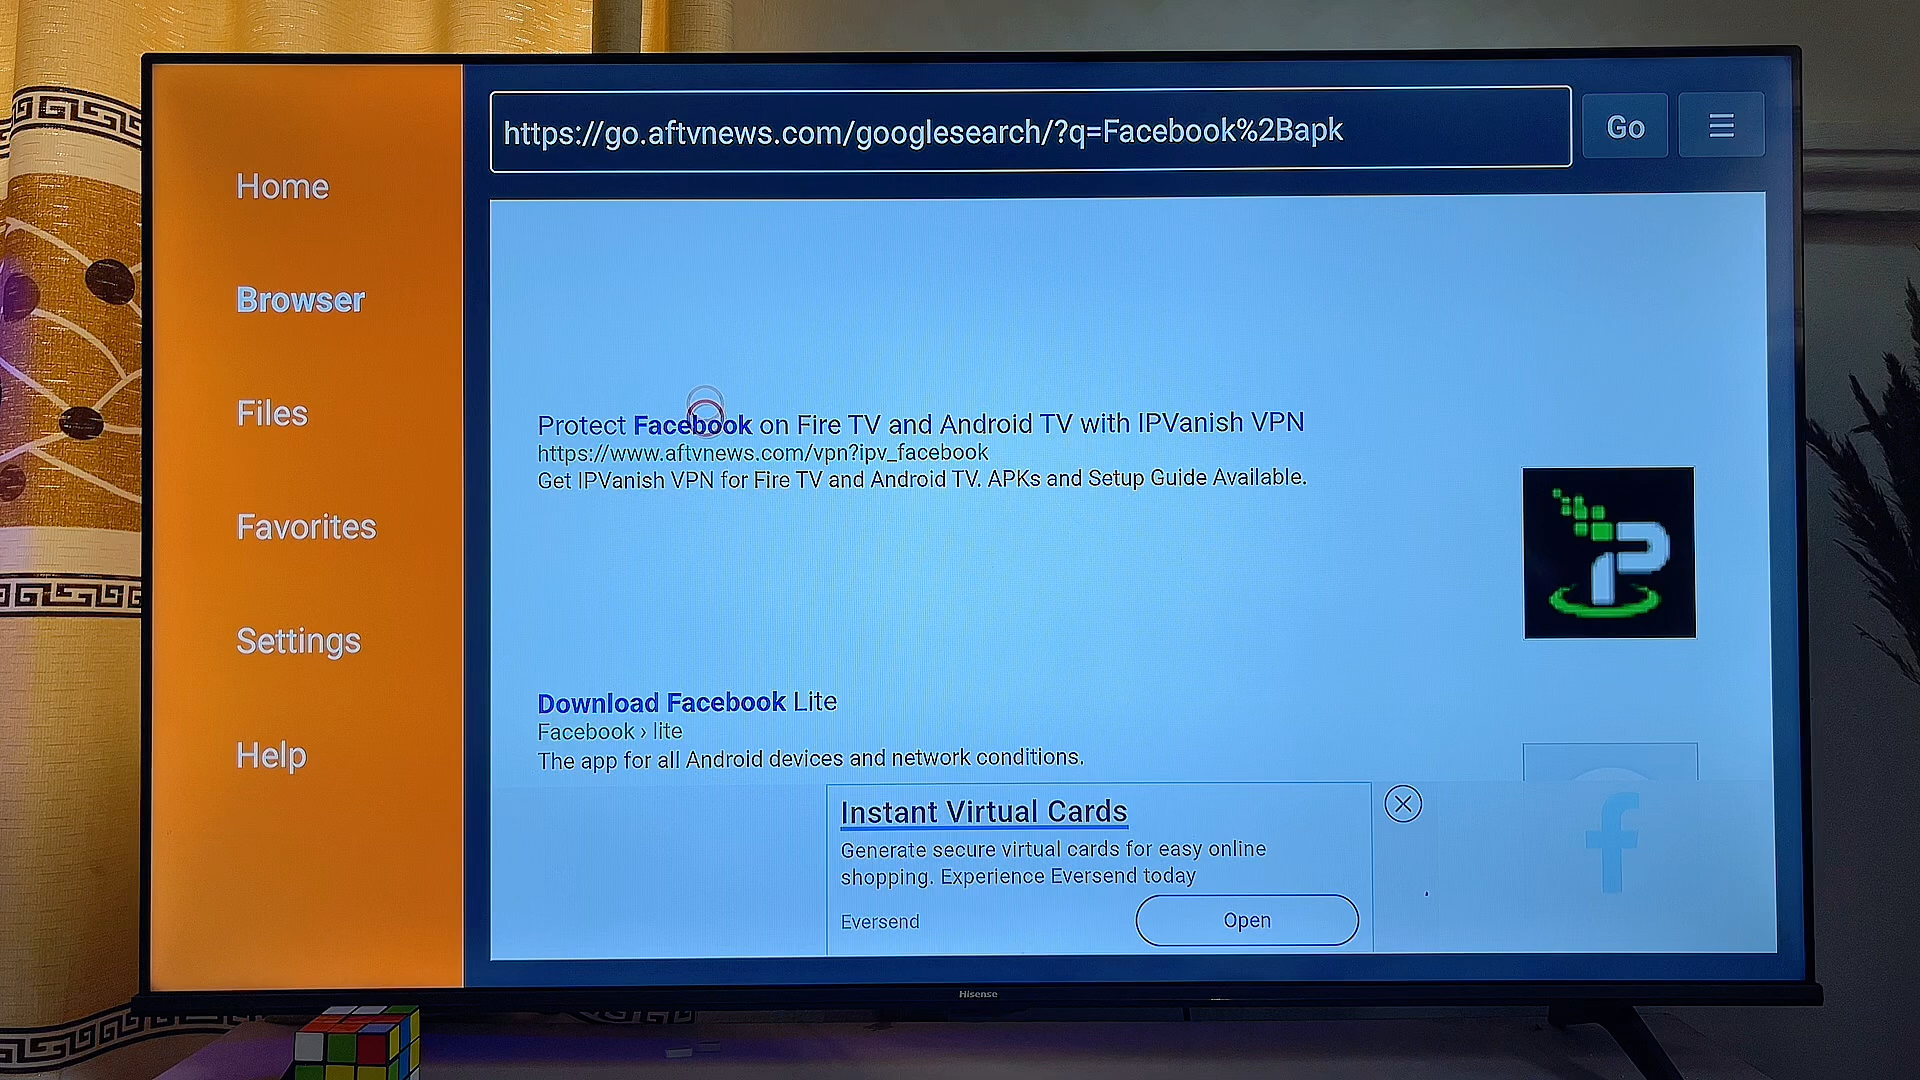 https://go.aftvnews.com/googlesearch/?q=Facebook%2Bapk
Go
Home
Browser
Files
Favorites
Settings
Help
Protect Facebook on Fire TV and Android TV with IPVanish VPN
https://www.aftvnews.com/vpn?ipv_facebook
Get IPVanish VPN for Fire TV and Android TV. APKs and Setup Guide Available.
Download Facebook Lite
Facebook › lite
The app for all Android devices and network conditions.
Instant Virtual Cards
Generate secure virtual cards for easy online
shopping. Experience Eversend today
Eversend
Open
Hisense